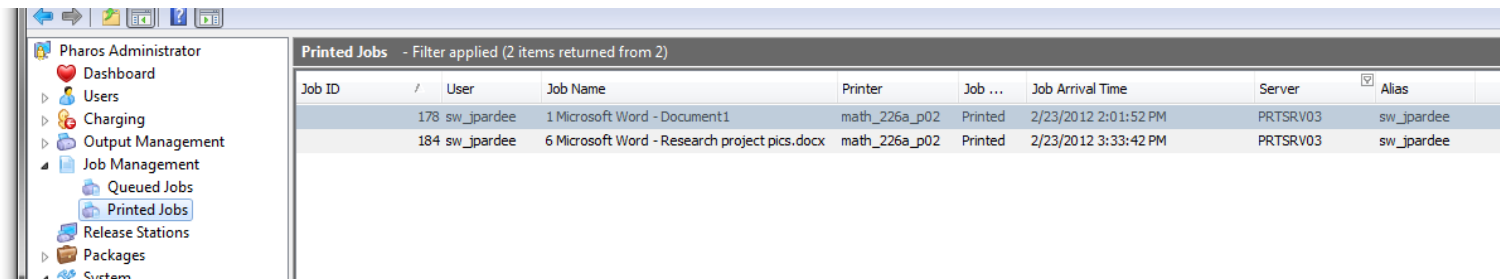 Pharos Administrator
Dashboard
Users
Charging
Output Management
Job Management
Queued Jobs
Printed Jobs
Release Stations
Packages
System
Printed Jobs - Filter applied (2 items returned from 2)
Job ID / User Job Name Printer Job ... Job Arrival Time Server Alias
178 sw_jpardee 1 Microsoft Word - Document1 math_226a_p02 Printed 2/23/2012 2:01:52 PM PRTSRV03 sw_jpardee
184 sw_jpardee 6 Microsoft Word - Research project pics.docx math_226a_p02 Printed 2/23/2012 3:33:42 PM PRTSRV03 sw_jpardee